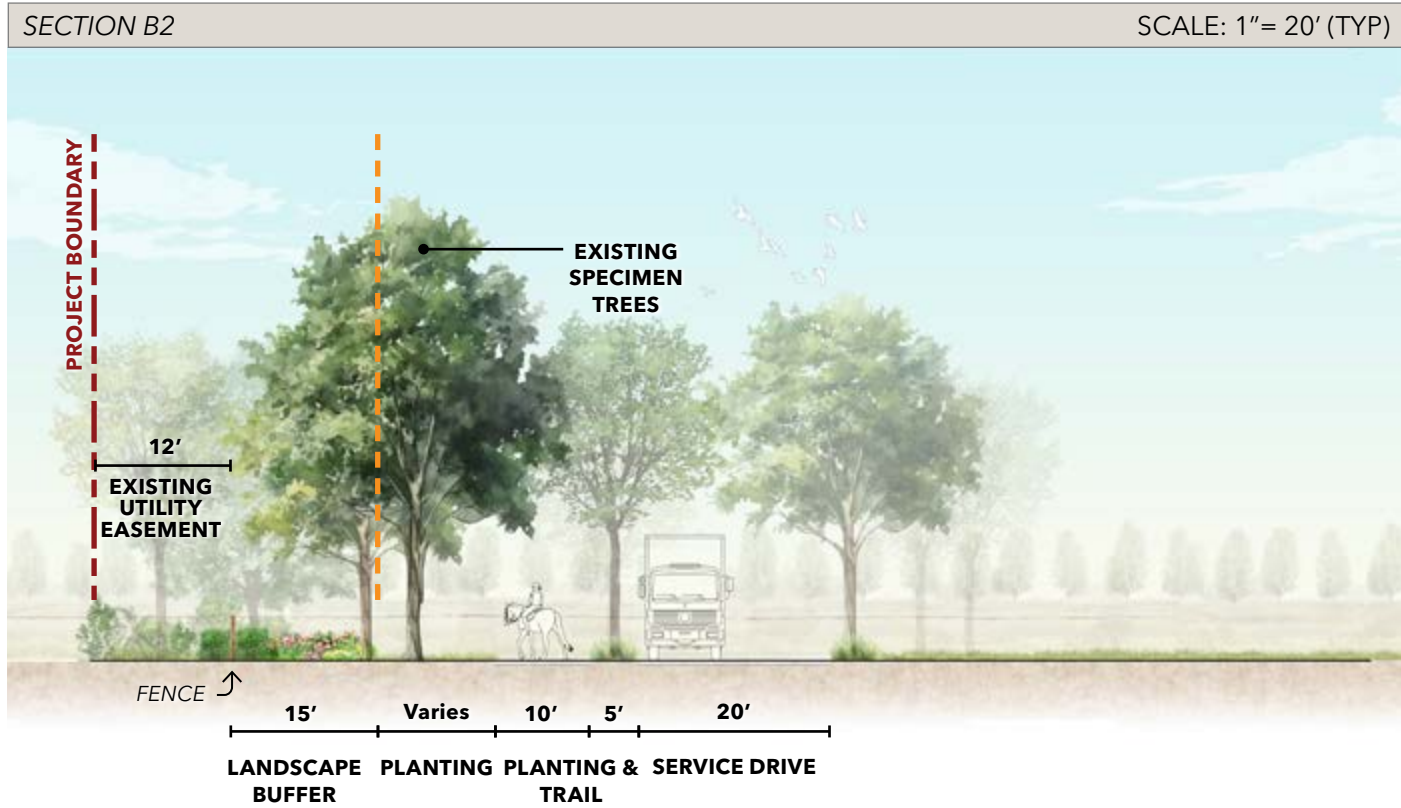 SECTION B2
SCALE: 1"= 20' (TYP)
PROJECT BOUNDARY
EXISTING
SPECIMEN
TREES
12'
EXISTING
UTILITY
EASEMENT
FENCE
15' Varies 10' 5' 20'
LANDSCAPE PLANTING PLANTING & SERVICE DRIVE
BUFFER TRAIL